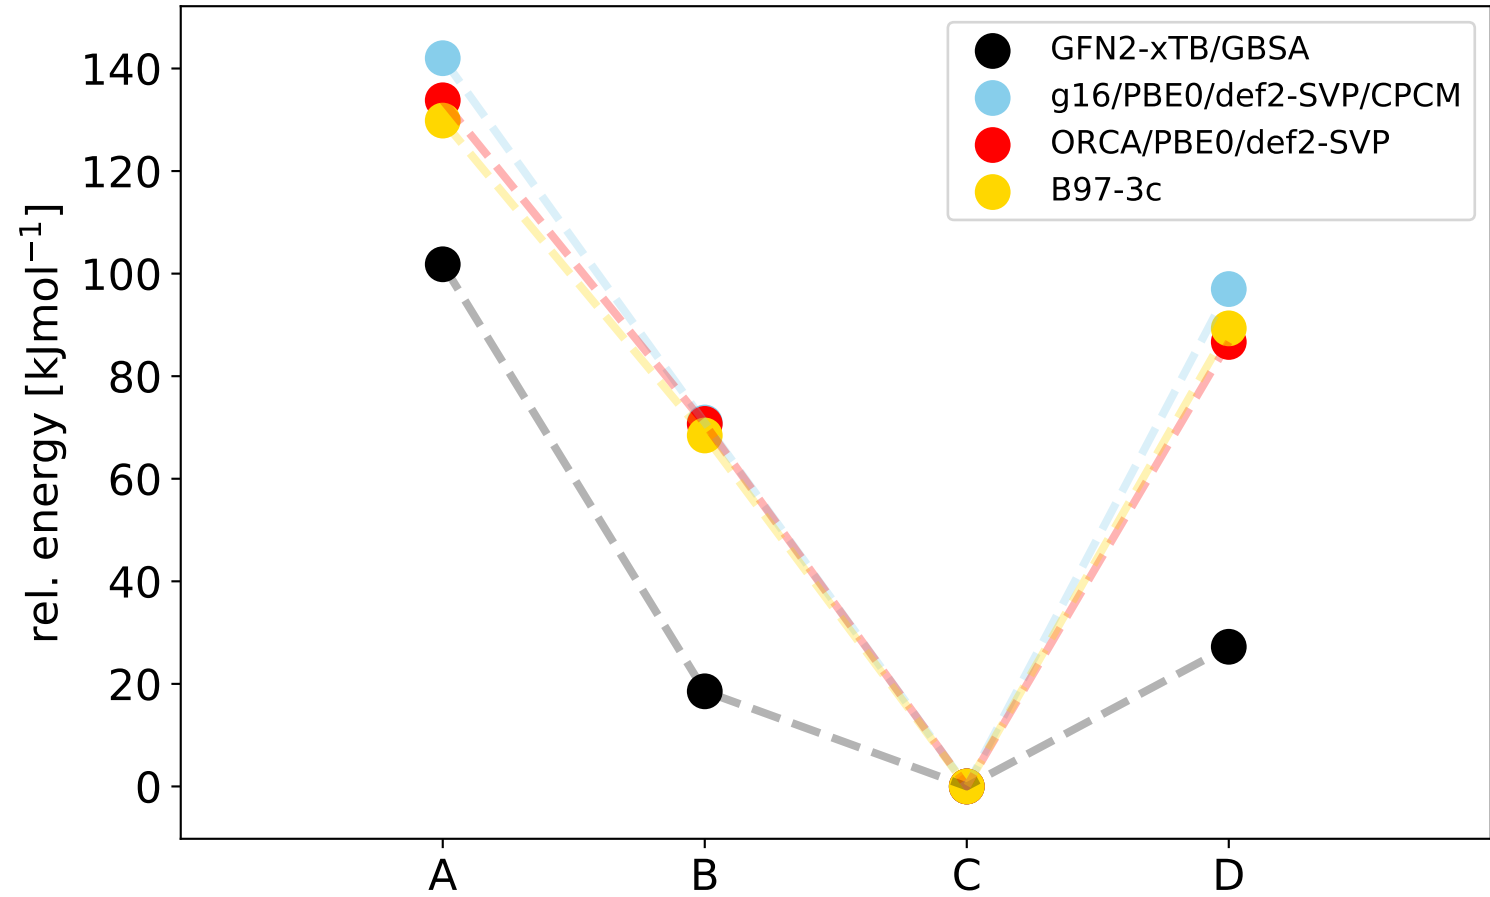 GFN2-xTB/GBSA
g16/PBE0/def2-SVP/CPCM
ORCA/PBE0/def2-SVP
B97-3c
rel. energy [kJmol⁻¹]
140
120
100
80
60
40
20
0
A B C D